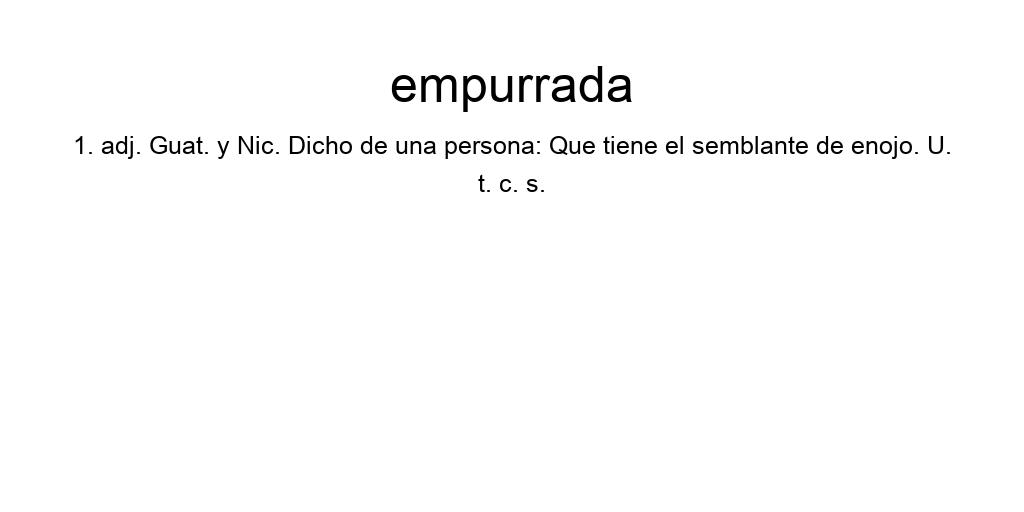 empurrada
1. adj. Guat. y Nic. Dicho de una persona: Que tiene el semblante de enojo. U.
t. c. s.